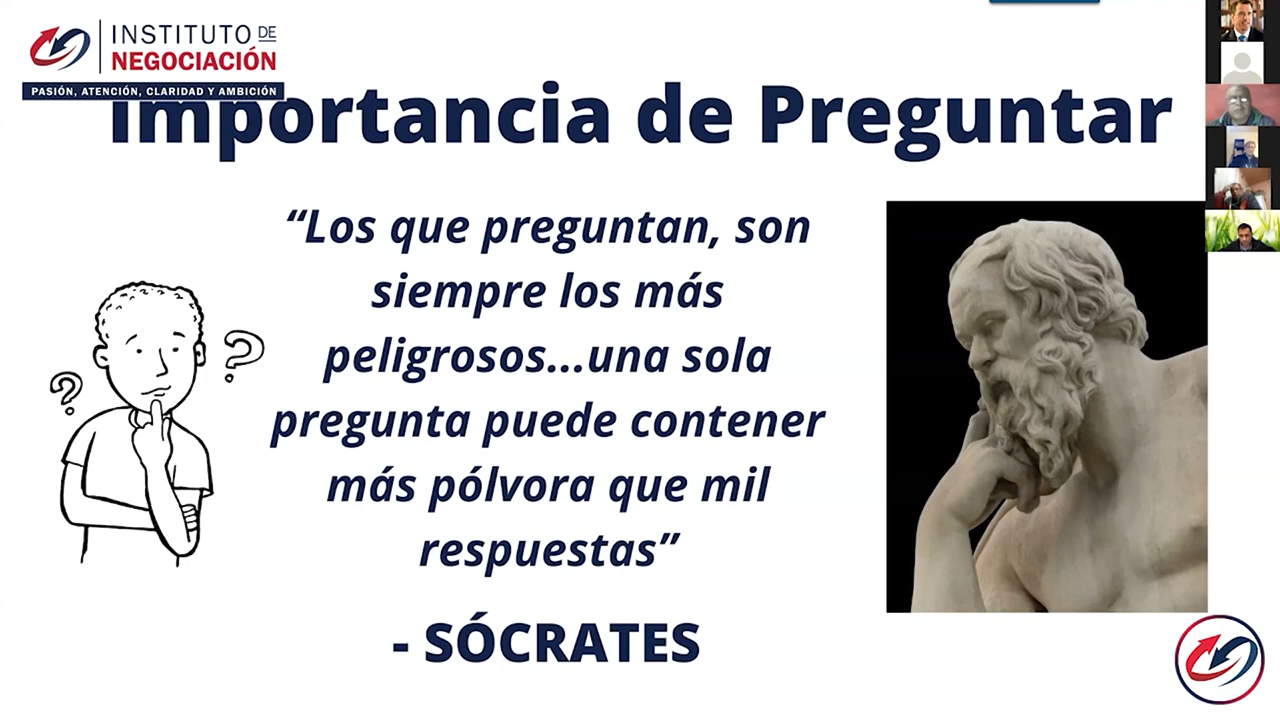 INSTITUTO DE
NEGOCIACIÓN
PASIÓN, ATENCIÓN, CLARIDAD Y AMBICIÓN
Importancia de Preguntar
“Los que preguntan, son
siempre los más
peligrosos...una sola
pregunta puede contener
más pólvora que mil
respuestas”
- SÓCRATES